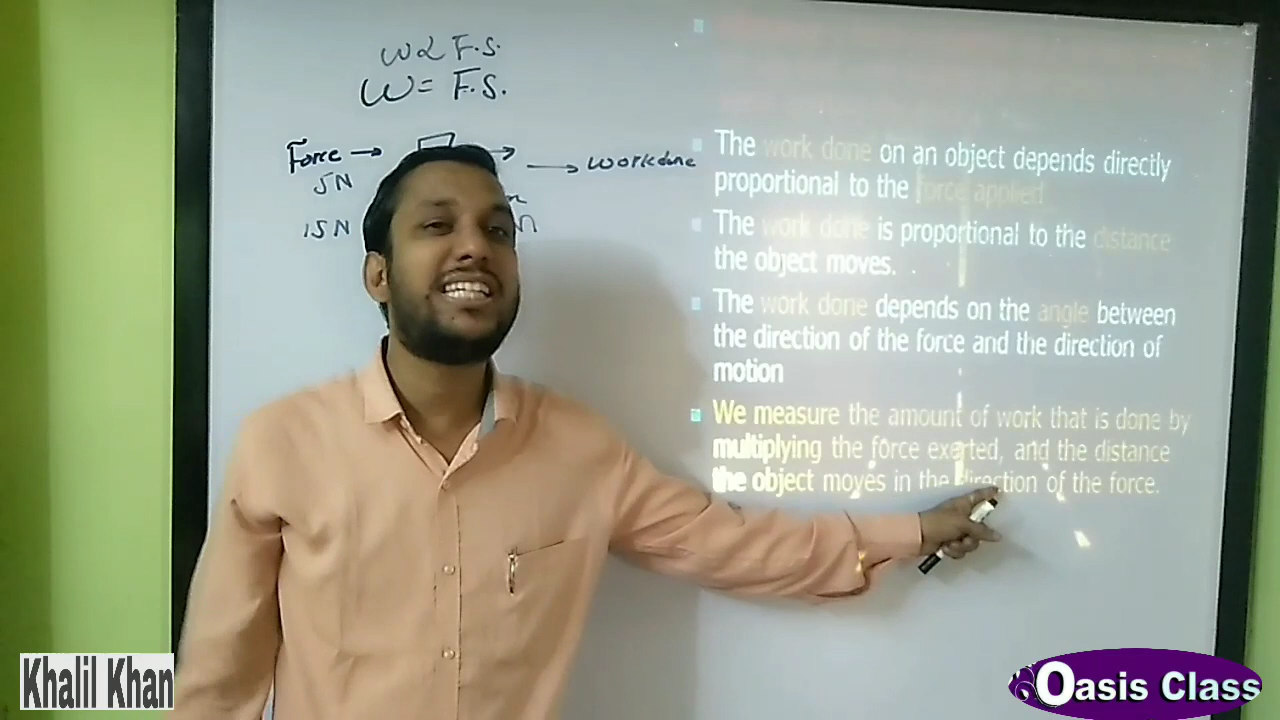 W∝ F.S.
W= F.S.
Force → → → workdone
5N
15N
The work done on an object depends directly
proportional to the force applied
The work done is proportional to the distance
the object moves.
The work done depends on the angle between
the direction of the force and the direction of
motion
We measure the amount of work that is done by
multiplying the force exerted, and the distance
the object moves in the direction of the force.
Khalil Khan
Oasis Class